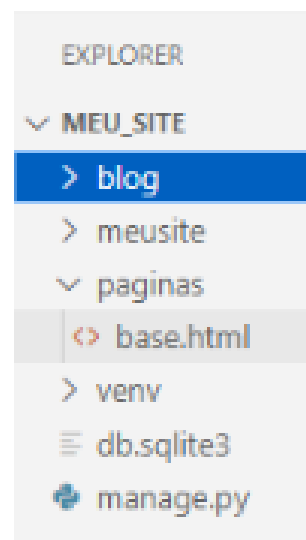 EXPLORER
MEU_SITE
blog
meusite
paginas
base.html
venv
db.sqlite3
manage.py